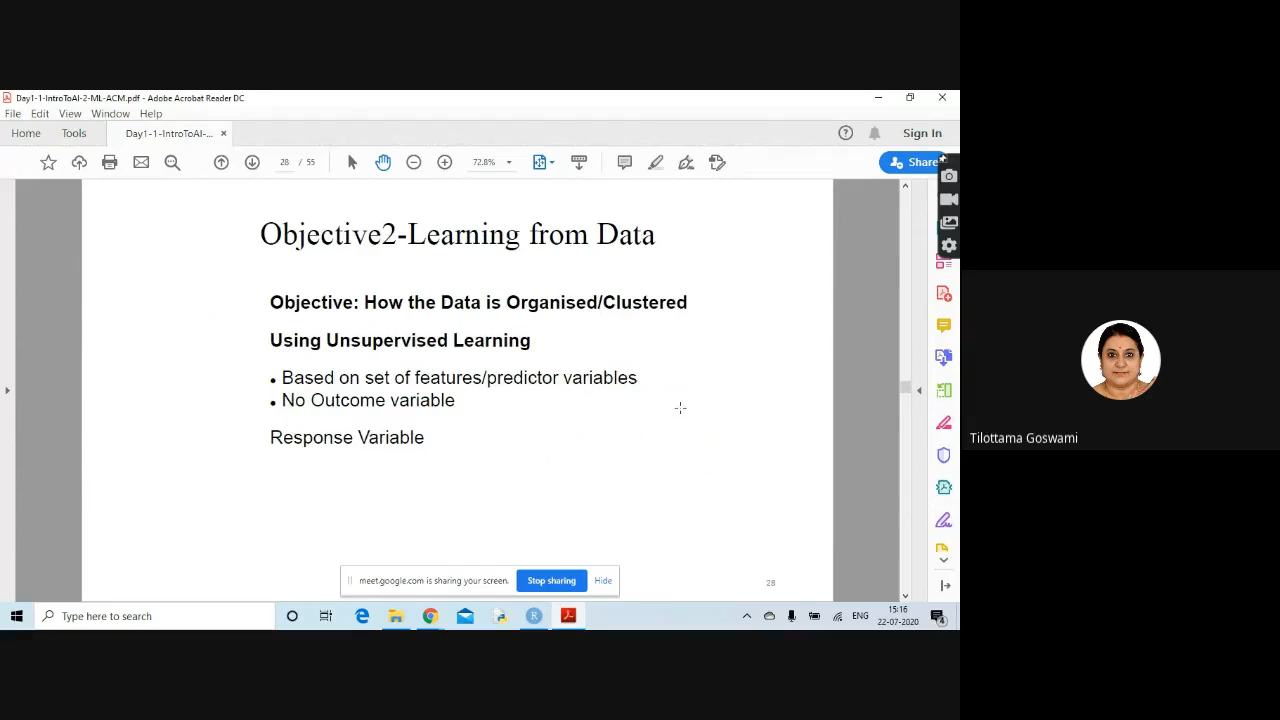 Day1-1-IntroToAI-2-ML-ACM.pdf - Adobe Acrobat Reader DC
File Edit View Window Help
Home Tools Day1-1-IntroToAI-... × Sign In
28 / 55 72.8% Share
Objective2-Learning from Data
Objective: How the Data is Organised/Clustered
Using Unsupervised Learning
• Based on set of features/predictor variables
• No Outcome variable
Response Variable
Tilottama Goswami
meet.google.com is sharing your screen. Stop sharing Hide
28
Type here to search
ENG
15:16
22-07-2020
4